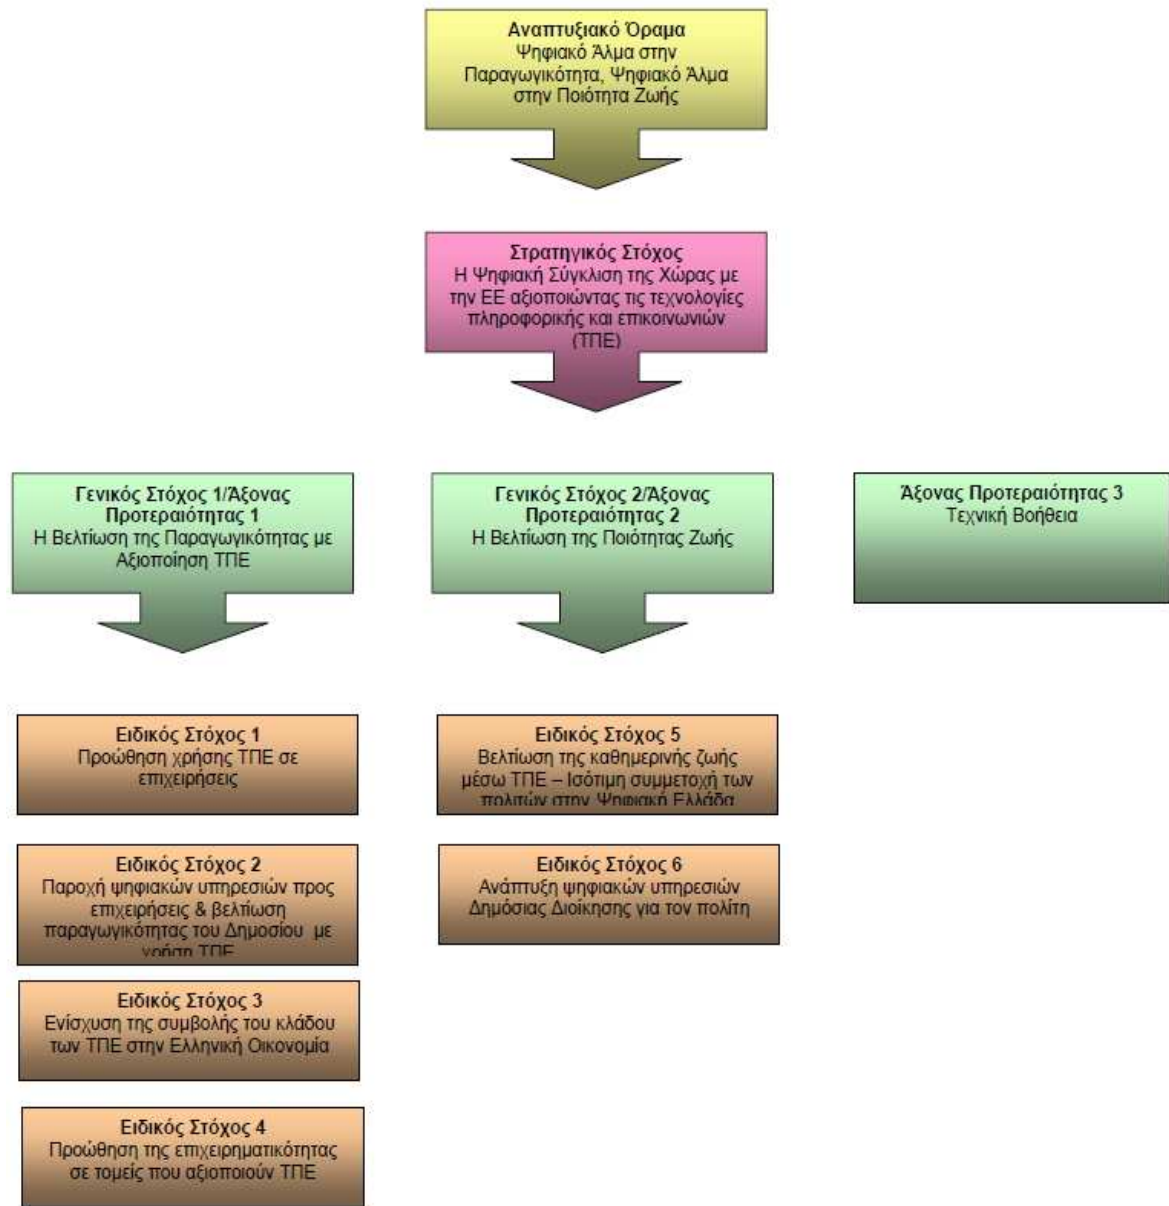 Αναπτυξιακό Όραμα
Ψηφιακό Άλμα στην
Παραγωγικότητα, Ψηφιακό Άλμα
στην Ποιότητα Ζωής
Στρατηγικός Στόχος
Η Ψηφιακή Σύγκλιση της Χώρας με
την ΕΕ αξιοποιώντας τις τεχνολογίες
πληροφορικής και επικοινωνιών
(ΤΠΕ)
Γενικός Στόχος 1/Άξονας
Προτεραιότητας 1
Η Βελτίωση της Παραγωγικότητας με
Αξιοποίηση ΤΠΕ
Γενικός Στόχος 2/Άξονας
Προτεραιότητας 2
Η Βελτίωση της Ποιότητας Ζωής
Άξονας Προτεραιότητας 3
Τεχνική Βοήθεια
Ειδικός Στόχος 1
Προώθηση χρήσης ΤΠΕ σε
επιχειρήσεις
Ειδικός Στόχος 2
Παροχή ψηφιακών υπηρεσιών προς
επιχειρήσεις & βελτίωση
παραγωγικότητας του Δημοσίου με
χρήση ΤΠΕ
Ειδικός Στόχος 3
Ενίσχυση της συμβολής του κλάδου
των ΤΠΕ στην Ελληνική Οικονομία
Ειδικός Στόχος 4
Προώθηση της επιχειρηματικότητας
σε τομείς που αξιοποιούν ΤΠΕ
Ειδικός Στόχος 5
Βελτίωση της καθημερινής ζωής
μέσω ΤΠΕ – Ισότιμη συμμετοχή των
πολιτών στην Ψηφιακή Ελλάδα
Ειδικός Στόχος 6
Ανάπτυξη ψηφιακών υπηρεσιών
Δημόσιας Διοίκησης για τον πολίτη